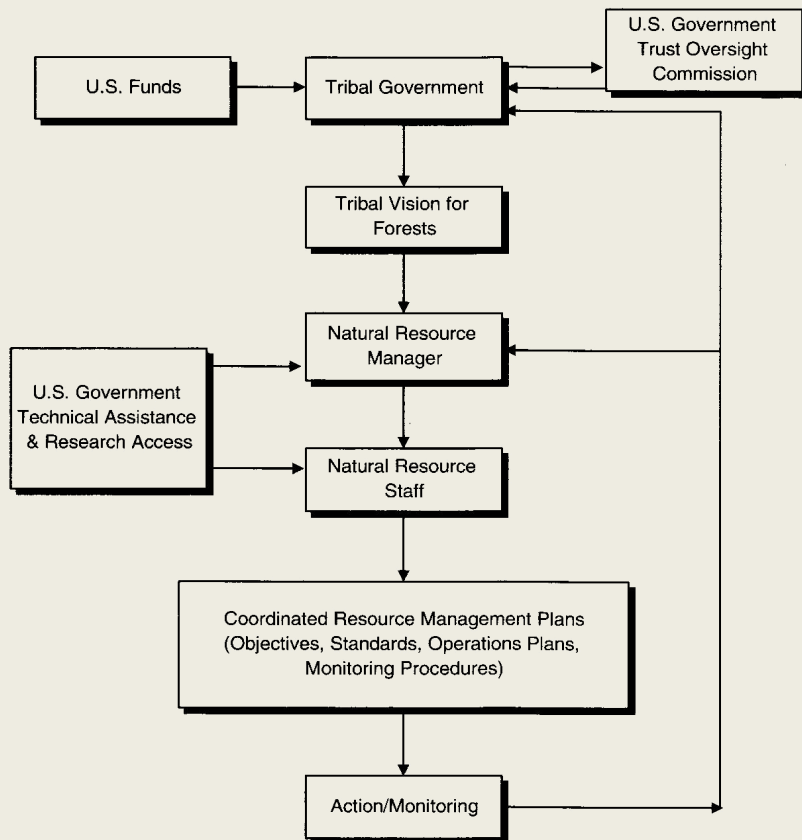 U.S. Government
Trust Oversight
Commission
U.S. Funds
Tribal Government
Tribal Vision for
Forests
Natural Resource
Manager
U.S. Government
Technical Assistance
& Research Access
Natural Resource
Staff
Coordinated Resource Management Plans
(Objectives, Standards, Operations Plans,
Monitoring Procedures)
Action/Monitoring